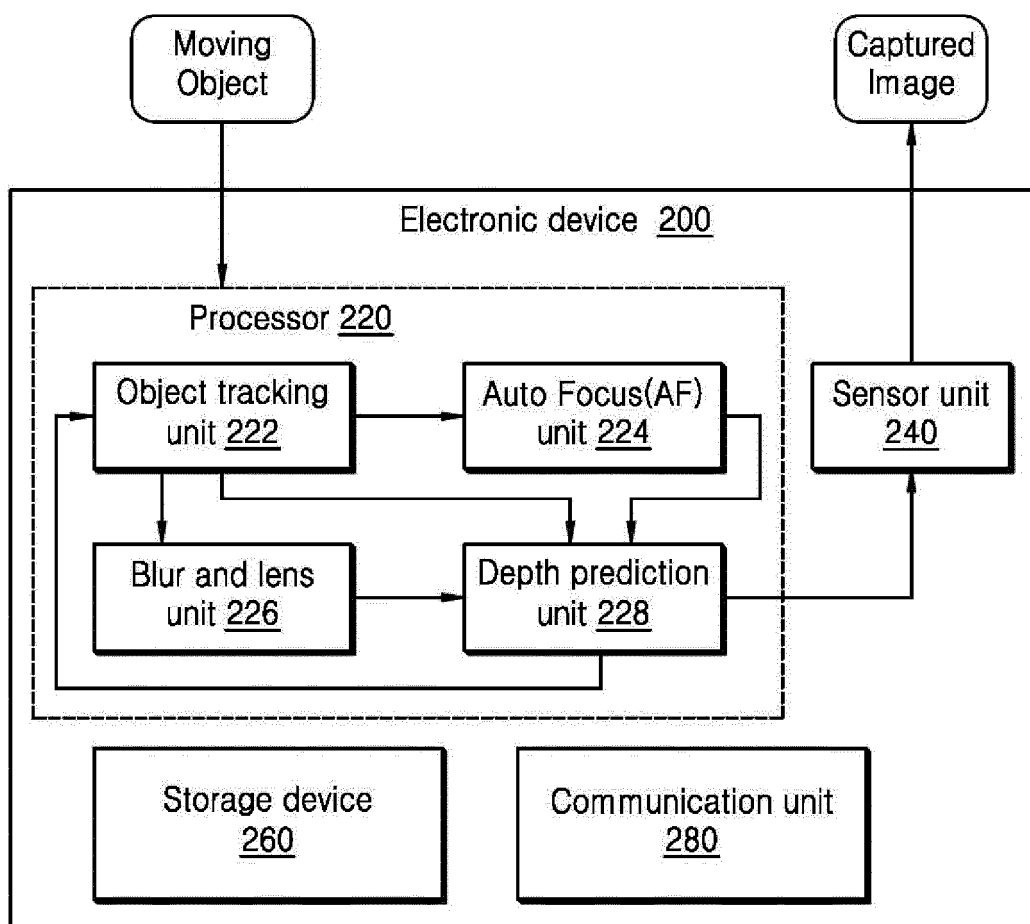 Moving
Object
Captured
Image
Electronic device 200
Processor 220
Object tracking
unit 222
Auto Focus(AF)
unit 224
Sensor unit
240
Blur and lens
unit 226
Depth prediction
unit 228
Storage device
260
Communication unit
280